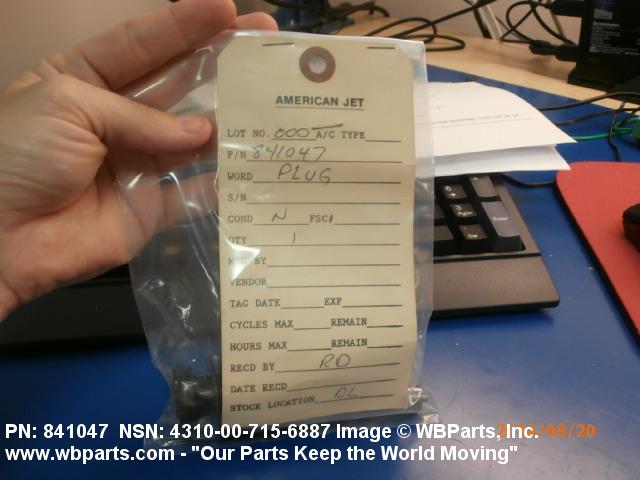 AMERICAN JET
LOT NO. 000 A/C TYPE
P/N 841047
WORD PLUG
S/N
COND N FSC#
QTY 1
MFD BY
VENDOR
TAG DATE EXP
CYCLES MAX REMAIN
HOURS MAX REMAIN
RECD BY RD
DATE RECD
STOCK LOCATION OL
PN: 841047 NSN: 4310-00-715-6887 Image © WBParts, Inc.
www.wbparts.com - "Our Parts Keep the World Moving"